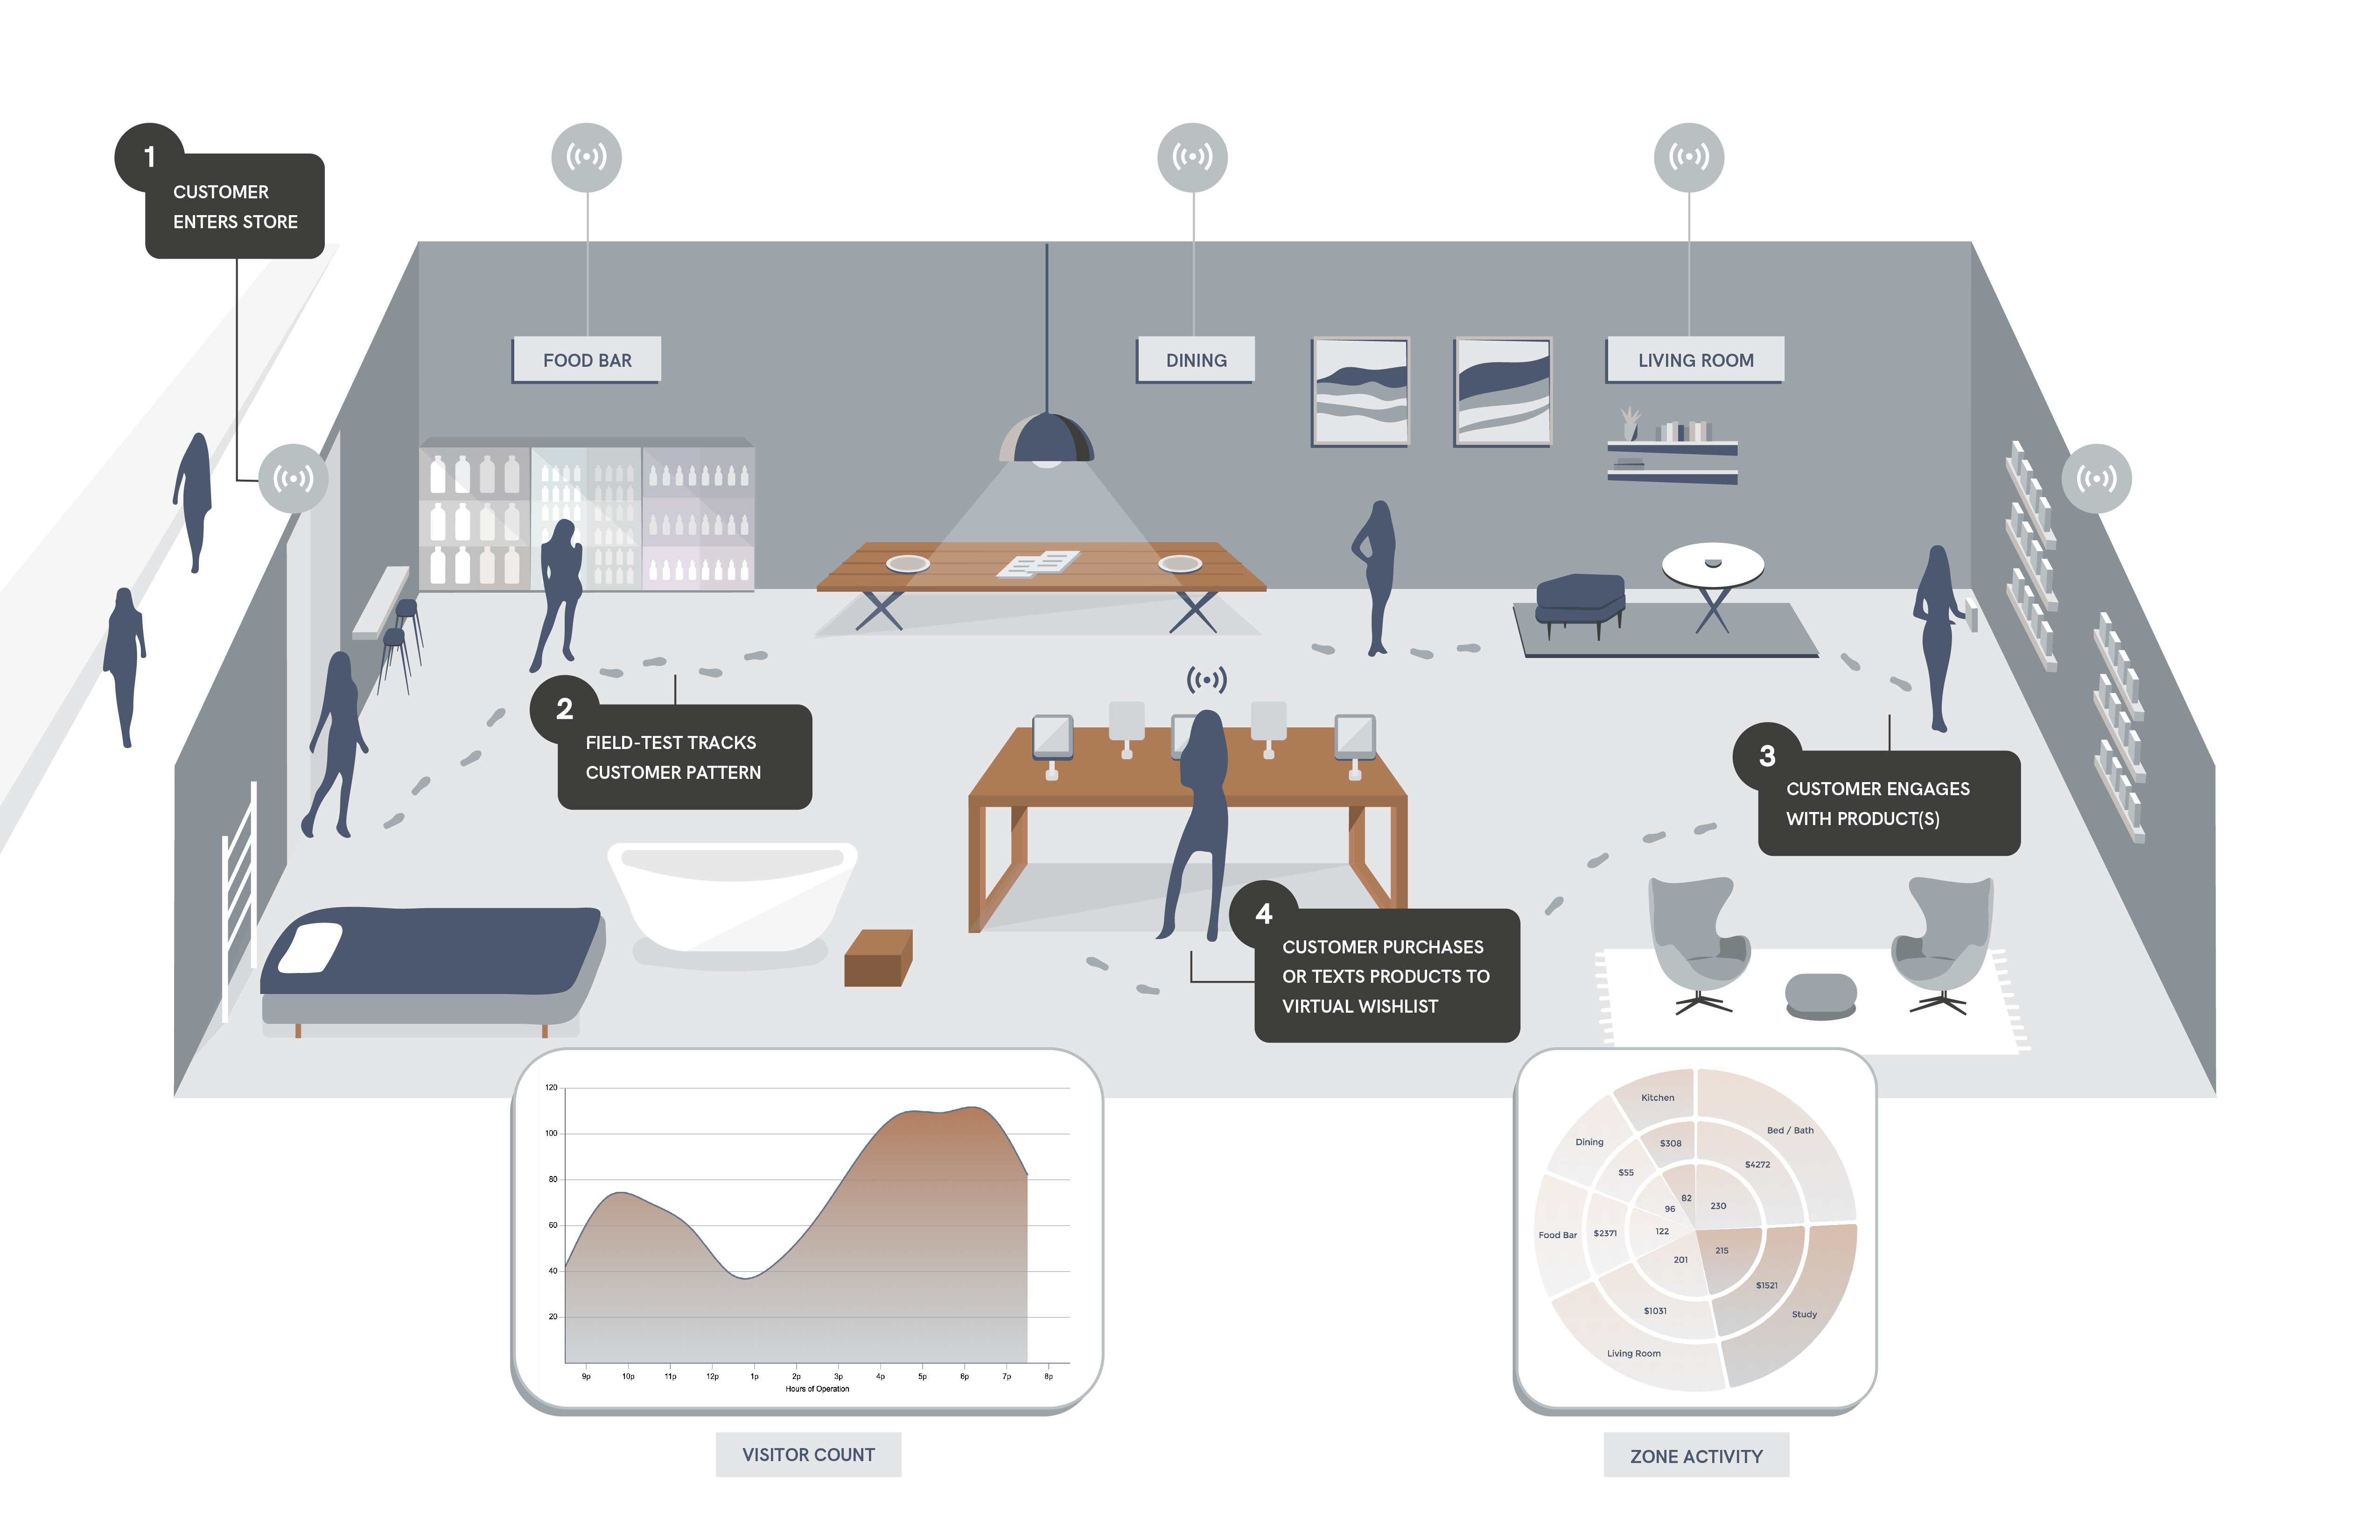 1
CUSTOMER
ENTERS STORE
FOOD BAR
DINING
LIVING ROOM
2
FIELD-TEST TRACKS
CUSTOMER PATTERN
3
CUSTOMER ENGAGES
WITH PRODUCT(S)
4
CUSTOMER PURCHASES
OR TEXTS PRODUCTS TO
VIRTUAL WISHLIST
120
100
80
60
40
20
9p 10p 11p 12p 1p 2p 3p 4p 5p 6p 7p 8p
Hours of Operation
VISITOR COUNT
Kitchen
Bed / Bath
Dining
$308
$4272
$55
82
230
96
Food Bar
$2371
122
215
201
$1521
$1031
Study
Living Room
ZONE ACTIVITY